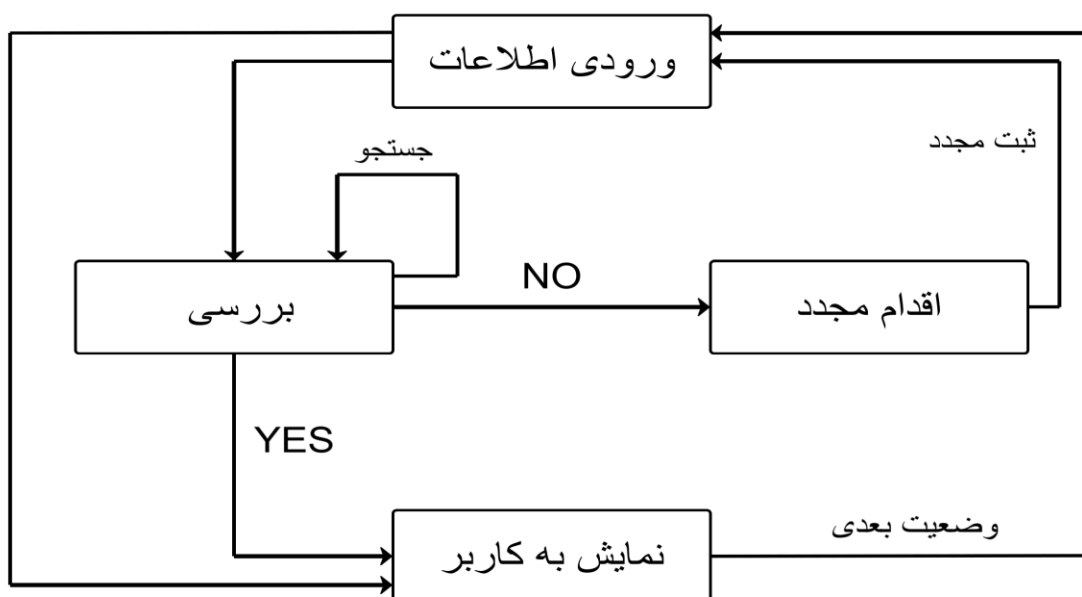 ورودی اطلاعات
ثبت مجدد
جستجو
NO
بررسی
اقدام مجدد
YES
وضعیت بعدی
نمایش به کاربر